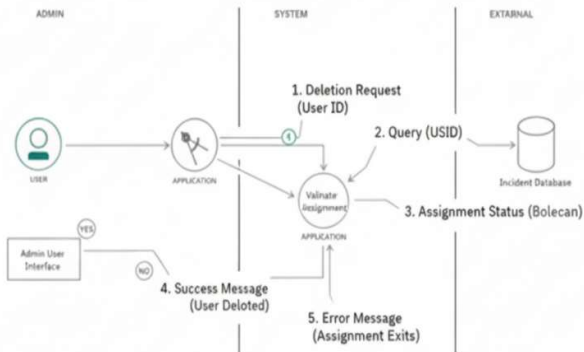 ADMIN
SYSTEM
EXTARNAL
1. Deletion Request
(User ID)
2. Query (USID)
USER
APPLICATION
Incident Database
Valinate
Assignment
3. Assignment Status (Bolecan)
APPLICATION
YES
Admin User
Interface
NO
4. Success Message
(User Deloted)
5. Error Message
(Assignment Exits)